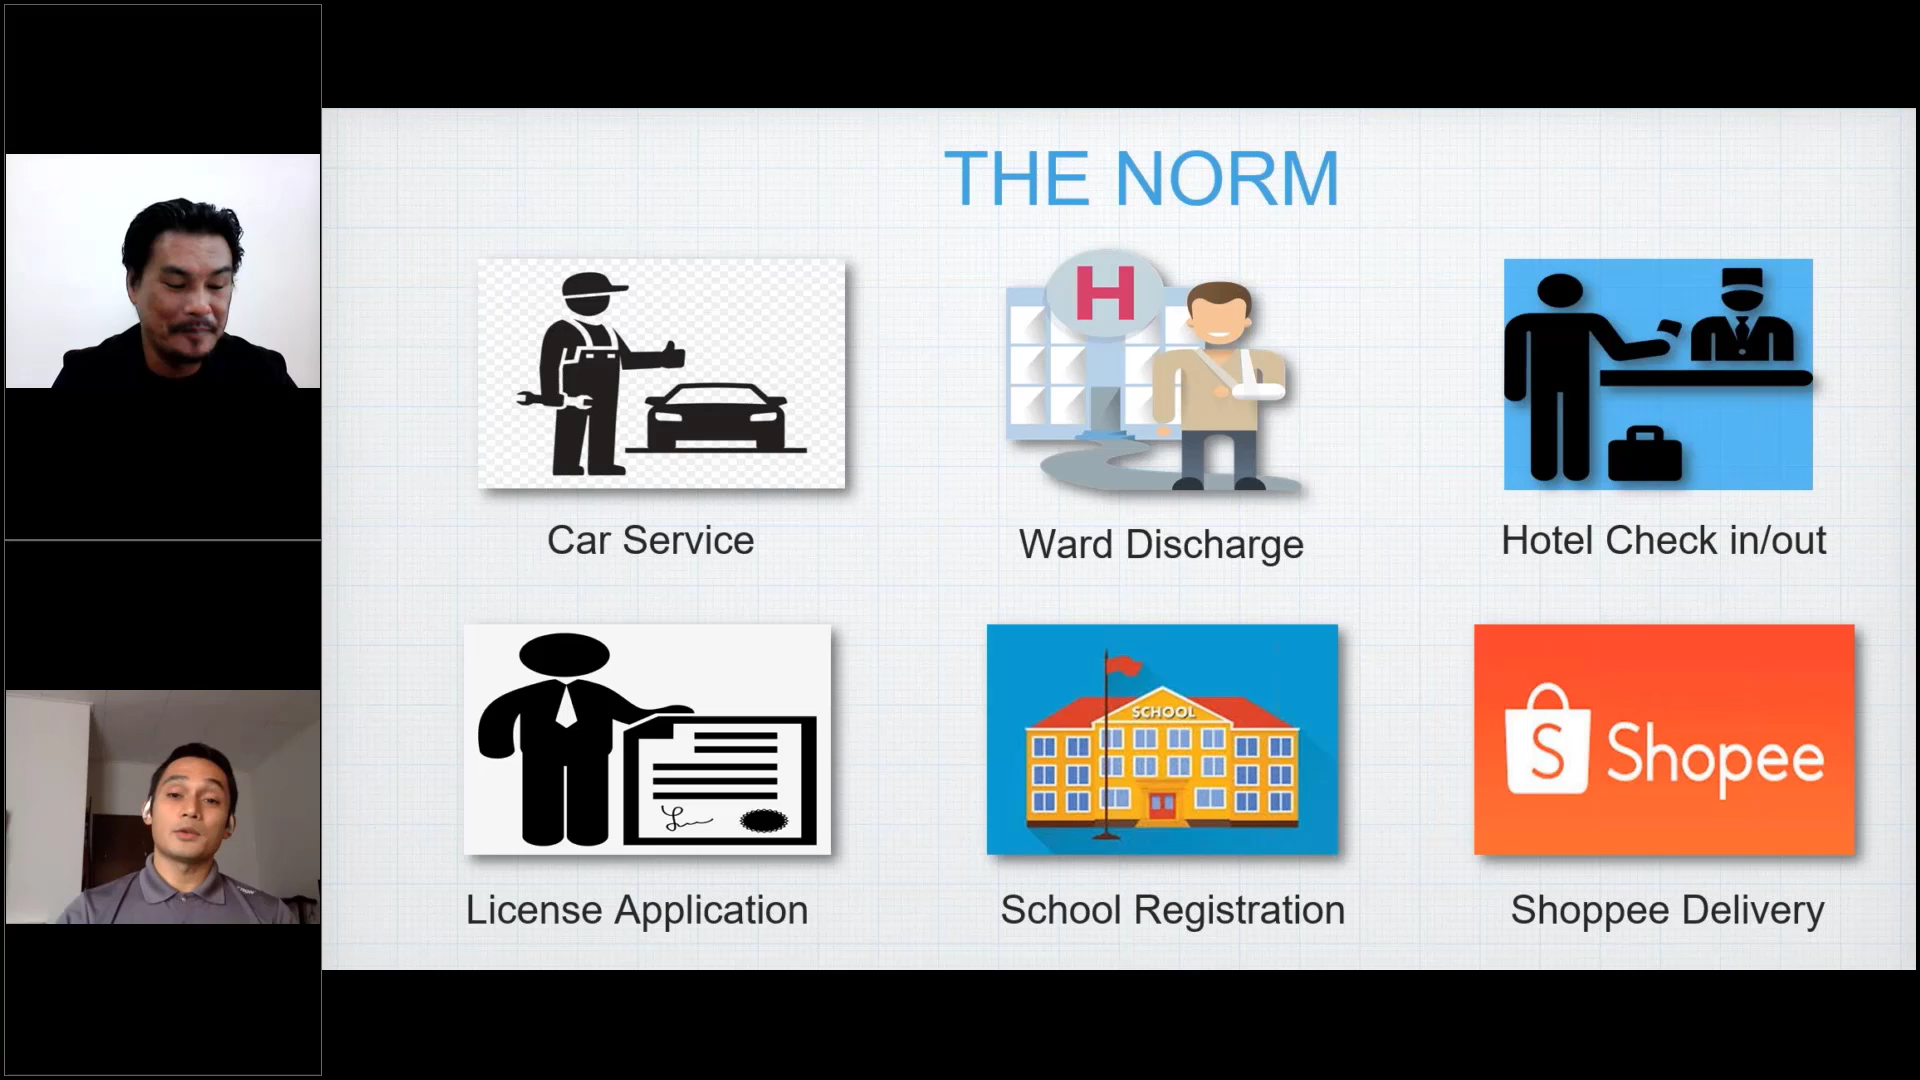 THE NORM
H
Car Service
Ward Discharge
Hotel Check in/out
SCHOOL
S Shopee
License Application
School Registration
Shoppee Delivery